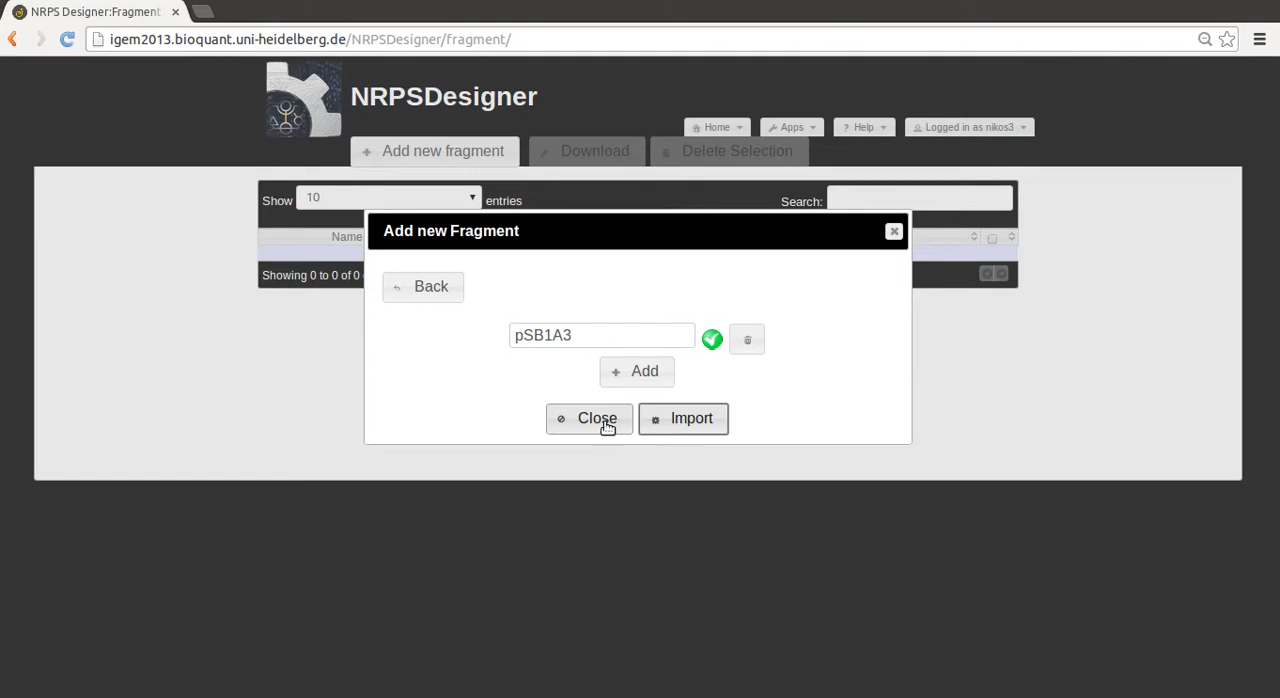 NRPS Designer:Fragment
igem2013.bioquant.uni-heidelberg.de/NRPSDesigner/fragment/
NRPSDesigner
Home Apps ? Help Logged in as nikos3
Add new fragment Download Delete Selection
Show 10 entries Search:
Add new Fragment
Name
Showing 0 to 0 of 0
Back
pSB1A3
Add
Close Import